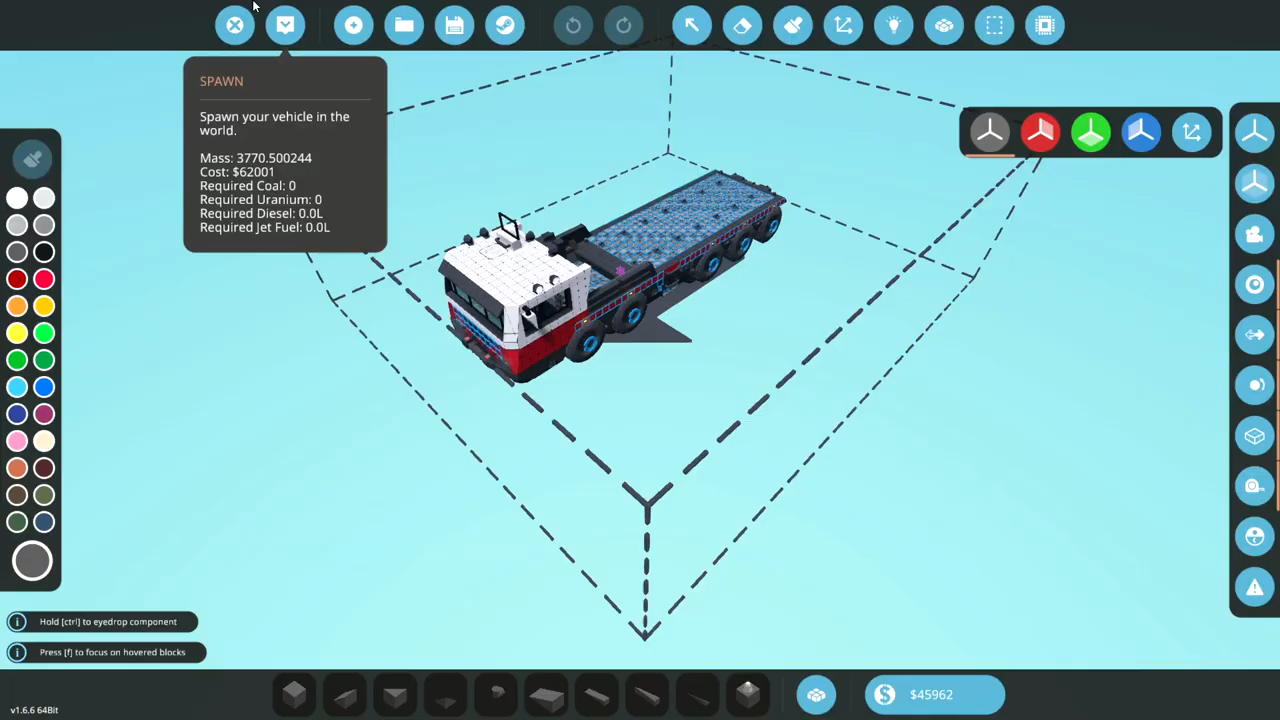 SPAWN
Spawn your vehicle in the
world.
Mass: 3770.500244
Cost: $62001
Required Coal: 0
Required Uranium: 0
Required Diesel: 0.0L
Required Jet Fuel: 0.0L
Hold [ctrl] to eyedrop component
Press [f] to focus on hovered blocks
v1.6.6 64Bit
$45962